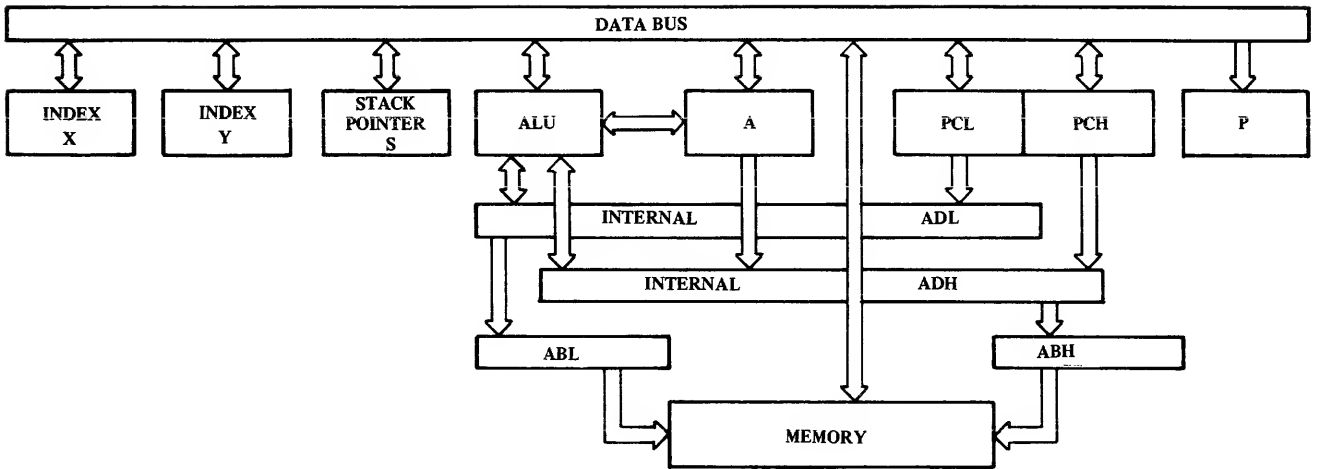 DATA BUS
INDEX
X
INDEX
Y
STACK
POINTER
S
ALU
A
PCL
PCH
P
INTERNAL ADL
INTERNAL ADH
ABL
ABH
MEMORY